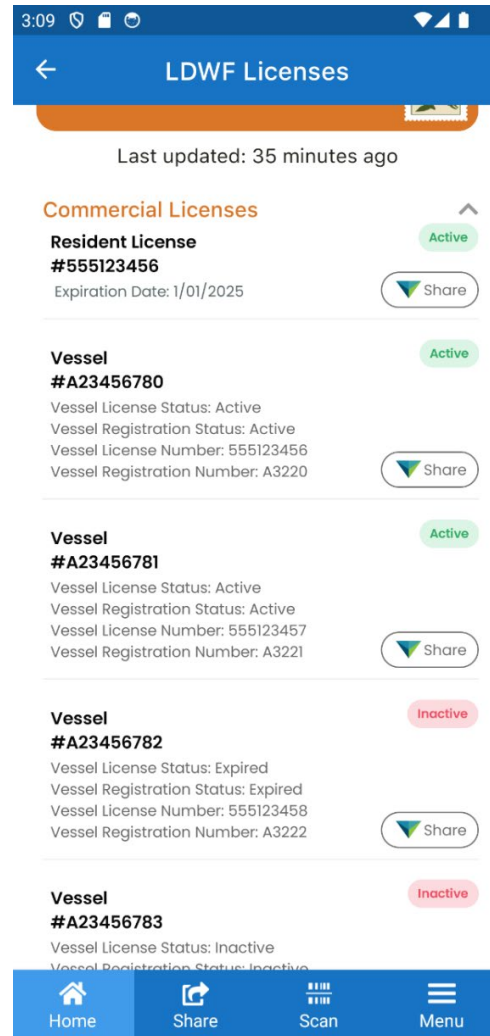 3:09
LDWF Licenses
Last updated: 35 minutes ago
Commercial Licenses
Resident License
Active
#555123456
Expiration Date: 1/01/2025
Share
Vessel
Active
#A23456780
Vessel License Status: Active
Vessel Registration Status: Active
Vessel License Number: 555123456
Vessel Registration Number: A3220
Share
Vessel
Active
#A23456781
Vessel License Status: Active
Vessel Registration Status: Active
Vessel License Number: 555123457
Vessel Registration Number: A3221
Share
Vessel
Inactive
#A23456782
Vessel License Status: Expired
Vessel Registration Status: Expired
Vessel License Number: 555123458
Vessel Registration Number: A3222
Share
Vessel
Inactive
#A23456783
Vessel License Status: Inactive
Vessel Registration Status: Inactive
Home
Share
Scan
Menu